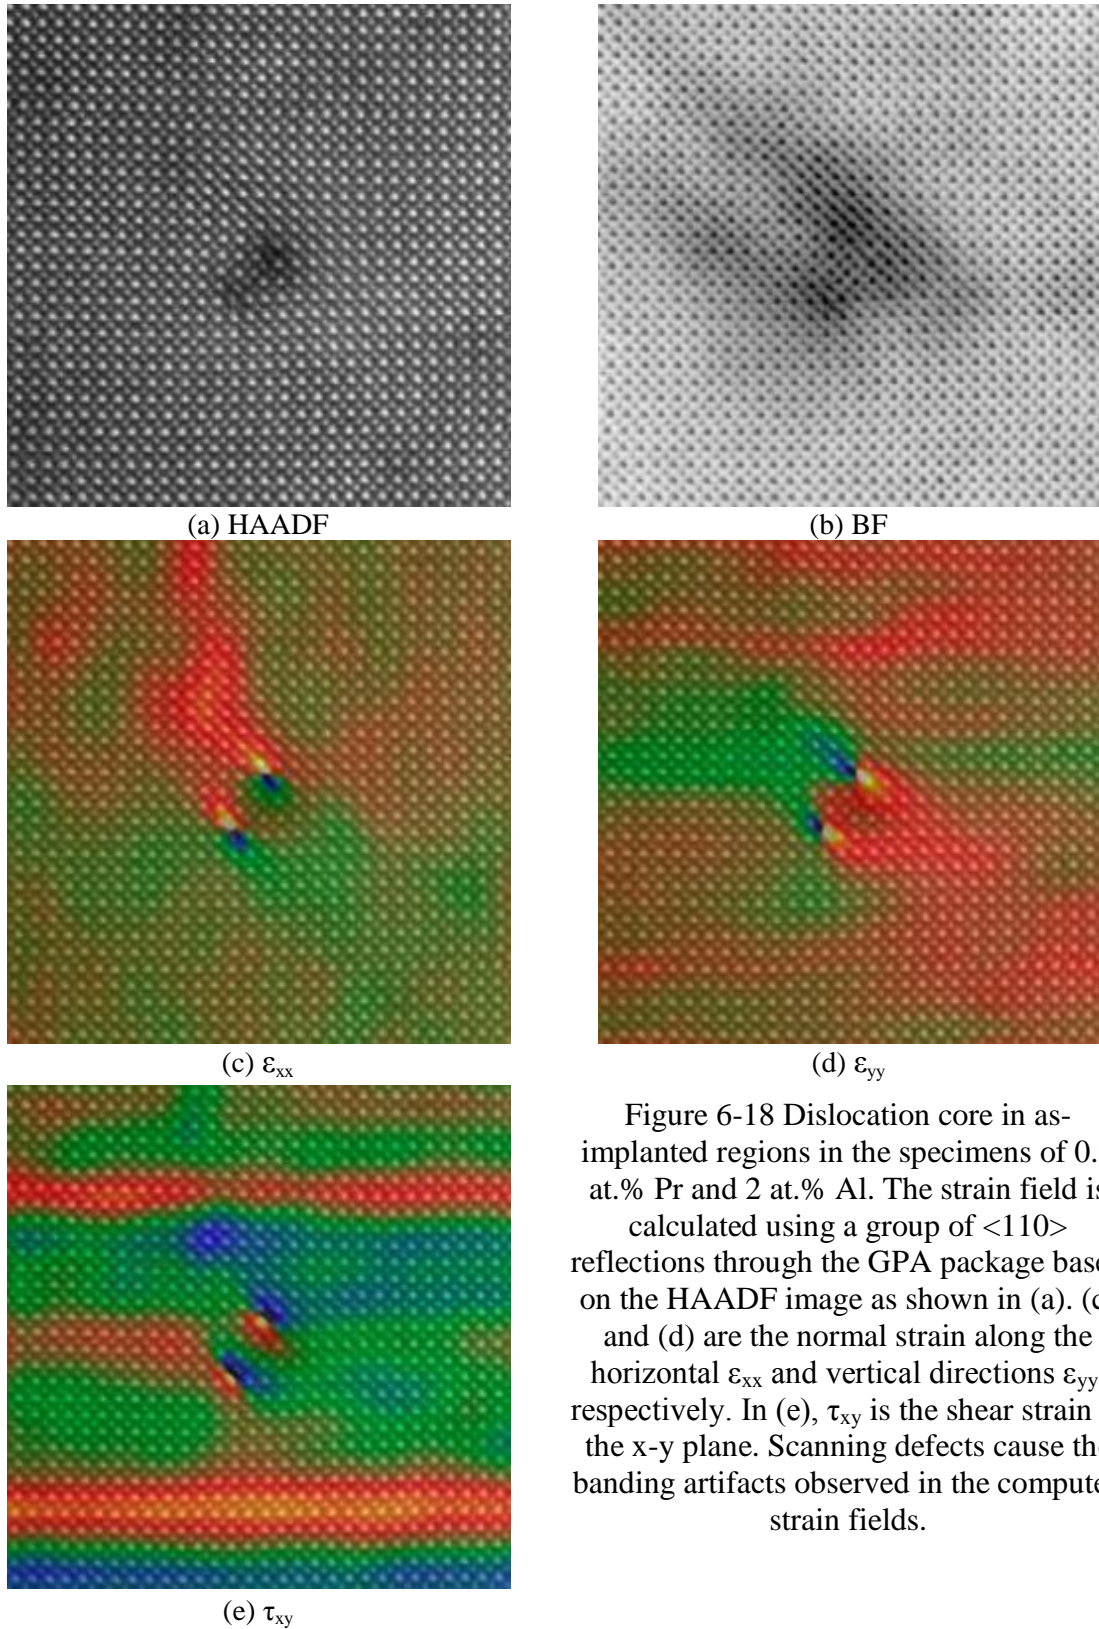 (a) HAADF
(b) BF
(c) εxx
(d) εyy
(e) τxy
Figure 6-18 Dislocation core in as-
implanted regions in the specimens of 0.
at.% Pr and 2 at.% Al. The strain field is
calculated using a group of <110>
reflections through the GPA package base
on the HAADF image as shown in (a). (c
and (d) are the normal strain along the
horizontal εxx and vertical directions εyy
respectively. In (e), τxy is the shear strain
the x-y plane. Scanning defects cause the
banding artifacts observed in the compute
strain fields.